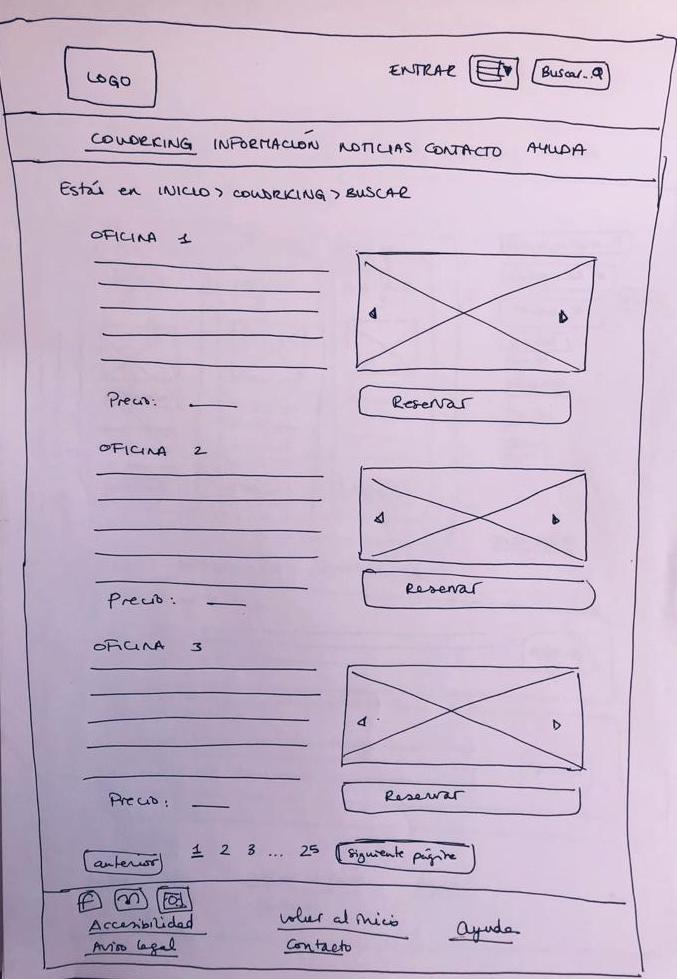 LOGO
ENTRAR
Buscar...
COWORKING INFORMACIÓN NOTICIAS CONTACTO AYUDA
Estás en INICIO > COWORKING > BUSCAR
OFICINA 1
Precio:
Reservar
OFICINA 2
Precio:
Reservar
OFICINA 3
Precio:
Reservar
anterior 1 2 3 ... 25 Siguiente página
Accesibilidad volver al inicio Ayuda
Aviso legal Contacto